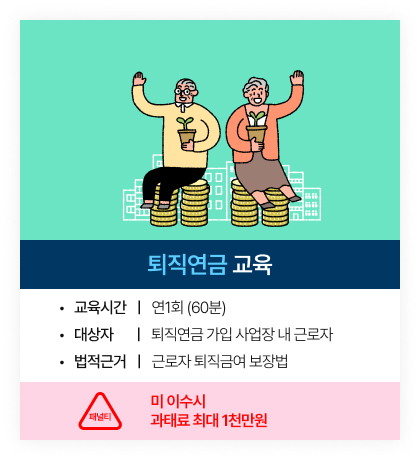 퇴직연금 교육
• 교육시간 | 연1회 (60분)
• 대상자 | 퇴직연금 가입 사업장 내 근로자
• 법적근거 | 근로자 퇴직금여 보장법
패널티
미 이수시
과태료 최대 1천만원